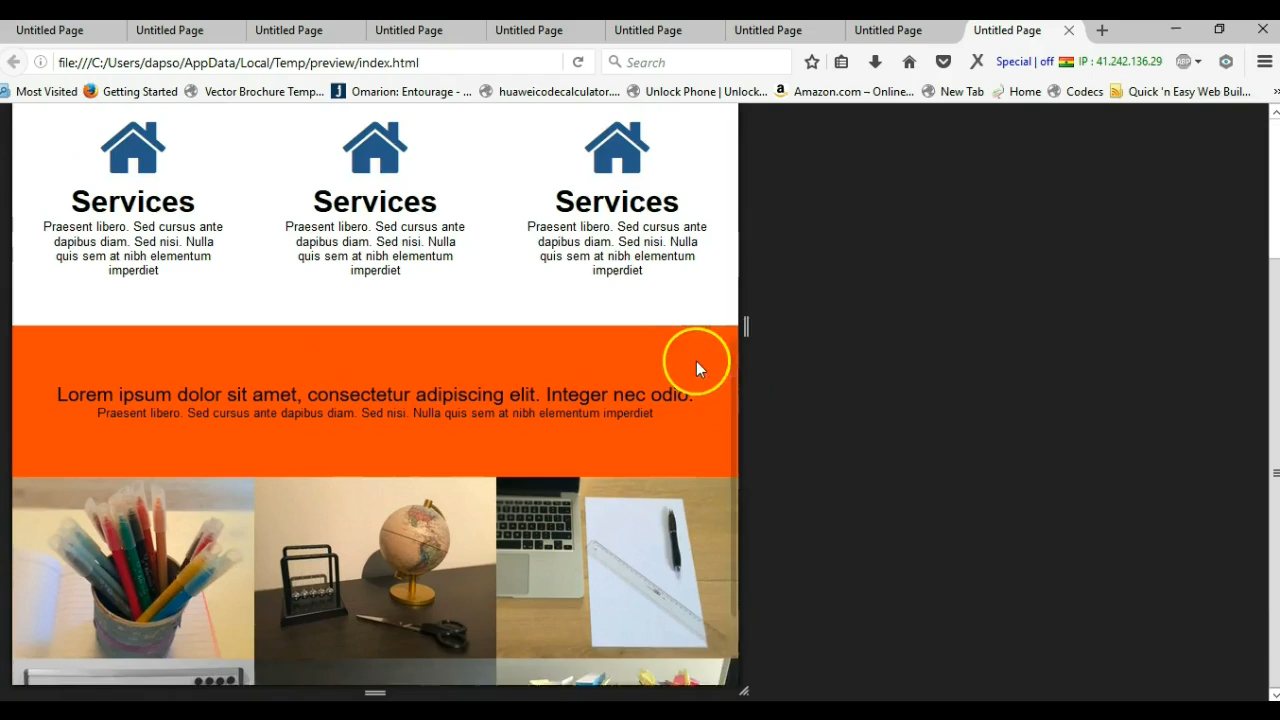 Untitled Page Untitled Page Untitled Page Untitled Page Untitled Page Untitled Page Untitled Page Untitled Page Untitled Page
file:///C:/Users/dapso/AppData/Local/Temp/preview/index.html Search Special | off IP : 41.242.136.29 ABP
Most Visited Getting Started Vector Brochure Temp... Omarion: Entourage - ... huaweicodecalculator.... Unlock Phone | Unlock... Amazon.com – Online... New Tab Home Codecs Quick 'n Easy Web Buil...
Services Services Services
Praesent libero. Sed cursus ante Praesent libero. Sed cursus ante Praesent libero. Sed cursus ante
dapibus diam. Sed nisi. Nulla dapibus diam. Sed nisi. Nulla dapibus diam. Sed nisi. Nulla
quis sem at nibh elementum quis sem at nibh elementum quis sem at nibh elementum
imperdiet imperdiet imperdiet
Lorem ipsum dolor sit amet, consectetur adipiscing elit. Integer nec odio.
Praesent libero. Sed cursus ante dapibus diam. Sed nisi. Nulla quis sem at nibh elementum imperdiet